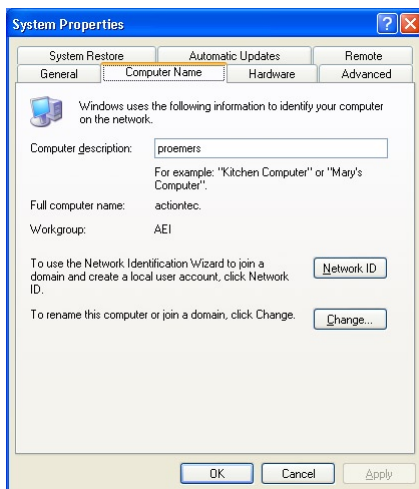 System Properties
System Restore Automatic Updates Remote
General Computer Name Hardware Advanced
Windows uses the following information to identify your computer
on the network.
Computer description: proemers
For example: "Kitchen Computer" or "Mary's
Computer".
Full computer name: actiontec.
Workgroup: AEI
To use the Network Identification Wizard to join a
domain and create a local user account, click Network
ID.
Network ID
To rename this computer or join a domain, click Change.
Change...
OK Cancel Apply